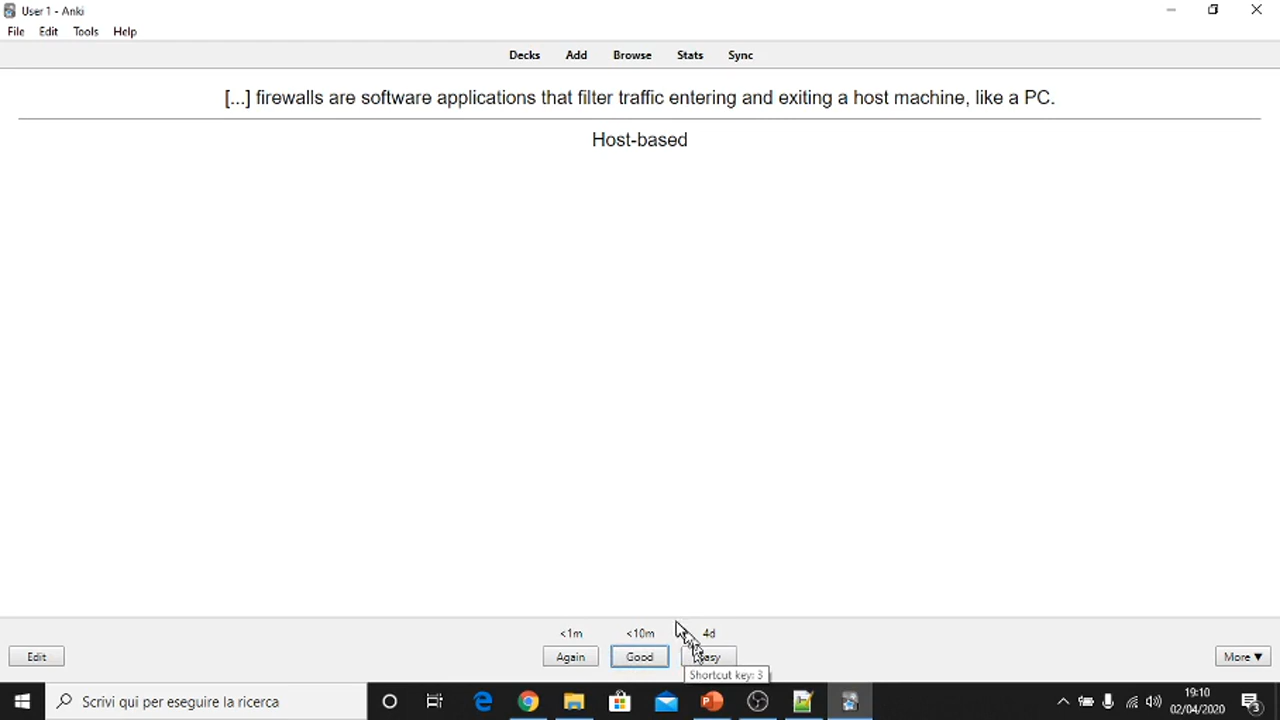 User 1 - Anki
File Edit Tools Help
Decks Add Browse Stats Sync
[...] firewalls are software applications that filter traffic entering and exiting a host machine, like a PC.
Host-based
<1m <10m 4d
Edit Again Good asy More ▼
Shortcut key: 3
Scrivi qui per eseguire la ricerca
19:10
02/04/2020
3